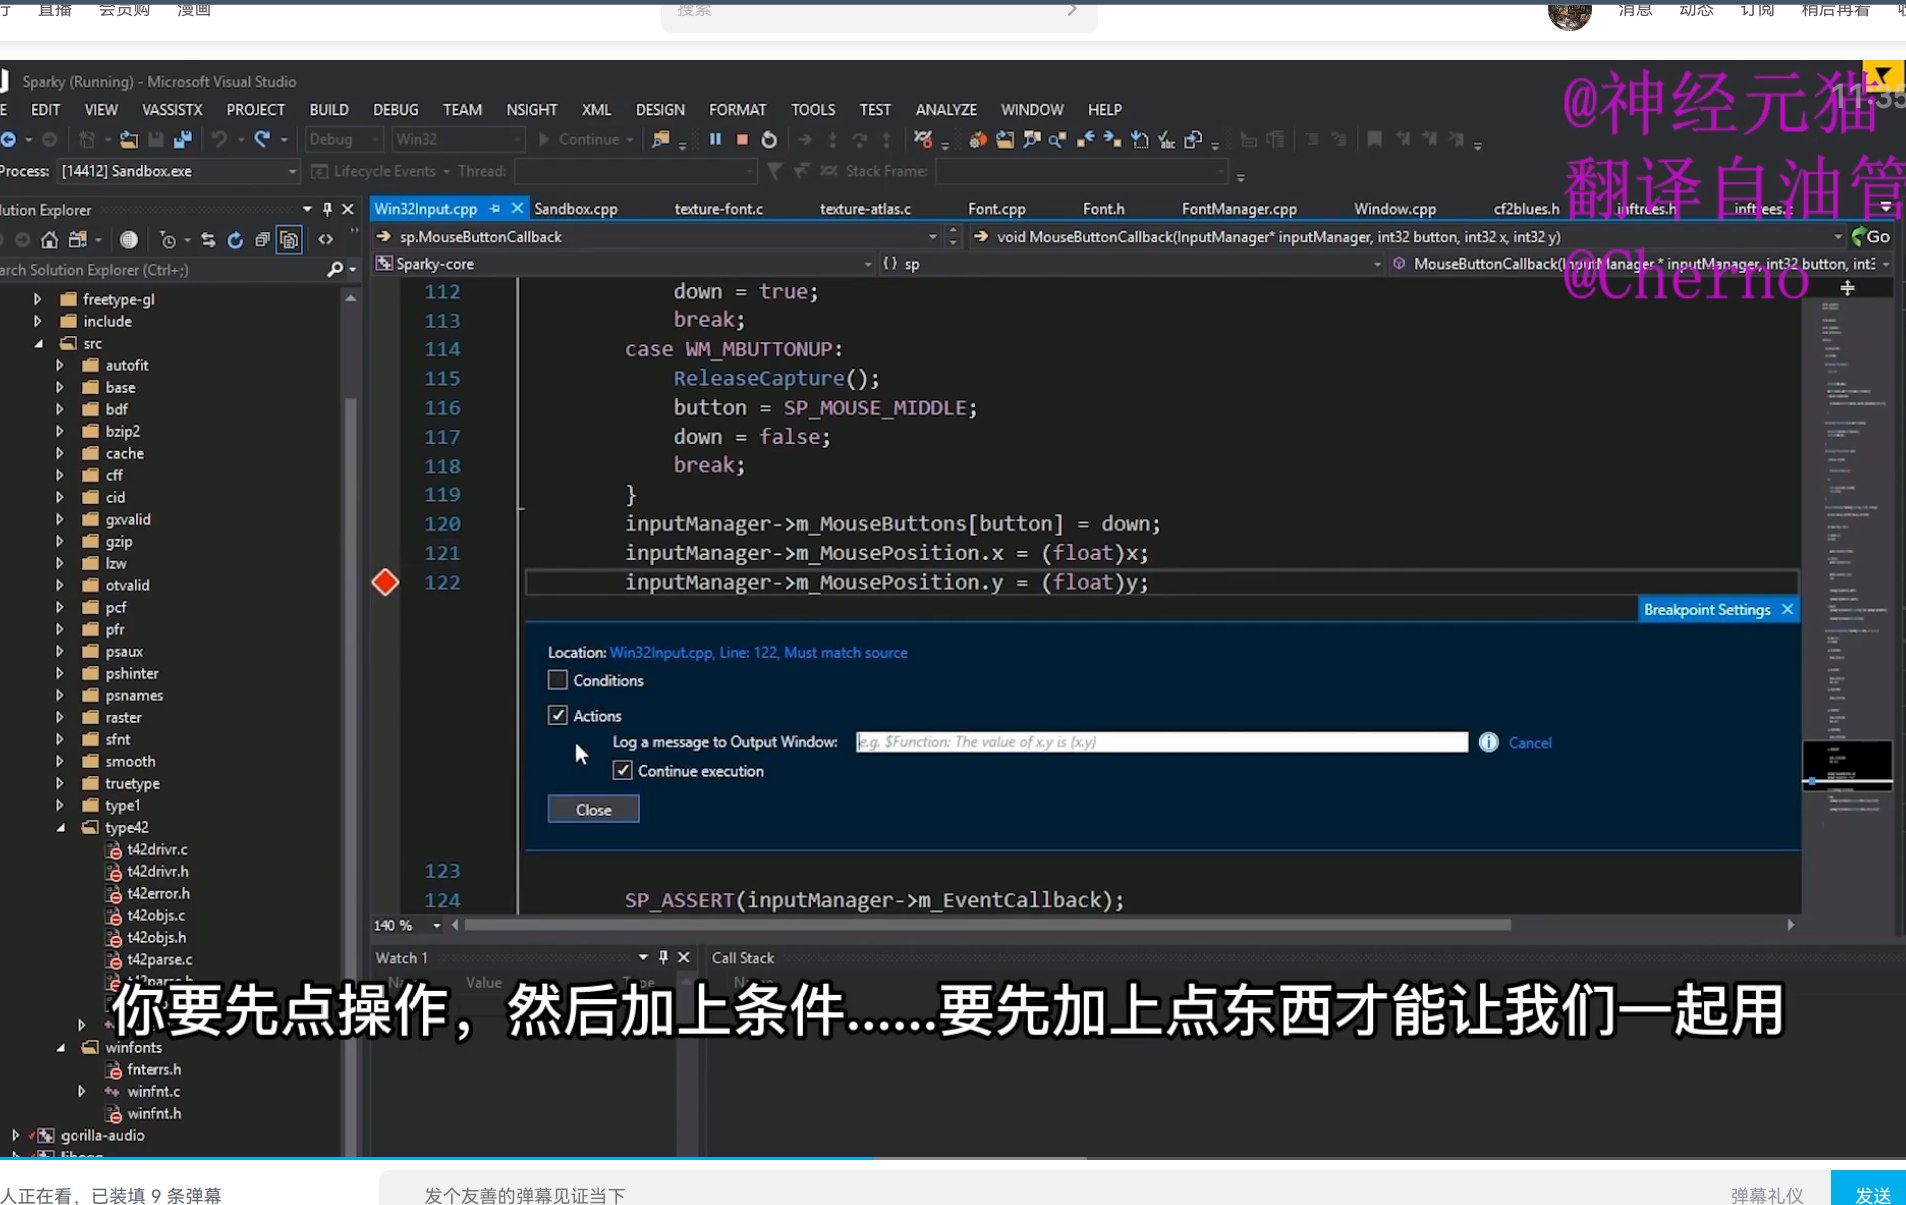 直播 会员购 漫画
搜索
消息 动态 订阅 稍后再看
Sparky (Running) - Microsoft Visual Studio
11:35
@神经元猫
翻译自油管
@Cherno
EDIT VIEW VASSISTX PROJECT BUILD DEBUG TEAM NSIGHT XML DESIGN FORMAT TOOLS TEST ANALYZE WINDOW HELP
Debug Win32 Continue
Process: [14412] Sandbox.exe Lifecycle Events Thread: Stack Frame:
lution Explorer
Win32Input.cpp Sandbox.cpp texture-font.c texture-atlas.c Font.cpp Font.h FontManager.cpp Window.cpp cf2blues.h inftrees.h inftrees.c
sp.MouseButtonCallback void MouseButtonCallback(InputManager* inputManager, int32 button, int32 x, int32 y) Go
arch Solution Explorer (Ctrl+;)
Sparky-core {} sp MouseButtonCallback(InputManager * inputManager, int32 button, int3
freetype-gl
include
src
autofit
base
bdf
bzip2
cache
cff
cid
gxvalid
gzip
lzw
otvalid
pcf
pfr
psaux
pshinter
psnames
raster
sfnt
smooth
truetype
type1
type42
t42drivr.c
t42drivr.h
t42error.h
t42objs.c
t42objs.h
t42parse.c
t42parse.h
winfonts
fnterrs.h
winfnt.c
winfnt.h
gorilla-audio
112 down = true;
113 break;
114 case WM_MBUTTONUP:
115 ReleaseCapture();
116 button = SP_MOUSE_MIDDLE;
117 down = false;
118 break;
119 }
120 inputManager->m_MouseButtons[button] = down;
121 inputManager->m_MousePosition.x = (float)x;
122 inputManager->m_MousePosition.y = (float)y;
Breakpoint Settings
Location: Win32Input.cpp, Line: 122, Must match source
Conditions
Actions
Log a message to Output Window: e.g. $Function: The value of x.y is {x.y} Cancel
Continue execution
Close
123
124 SP_ASSERT(inputManager->m_EventCallback);
140 %
Watch 1 Call Stack
Value Type
你要先点操作，然后加上条件......要先加上点东西才能让我们一起用
人正在看，已装填 9 条弹幕 发个友善的弹幕见证当下 弹幕礼仪 发送